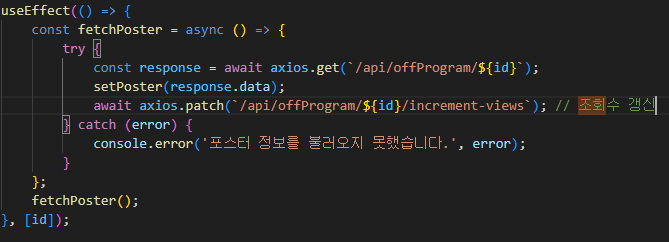 useEffect(() => {
const fetchPoster = async () => {
try {
const response = await axios.get(`/api/offProgram/${id}`);
setPoster(response.data);
await axios.patch(`/api/offProgram/${id}/increment-views`); // 조회수 갱신
} catch (error) {
console.error('포스터 정보를 불러오지 못했습니다.', error);
}
};
fetchPoster();
}, [id]);